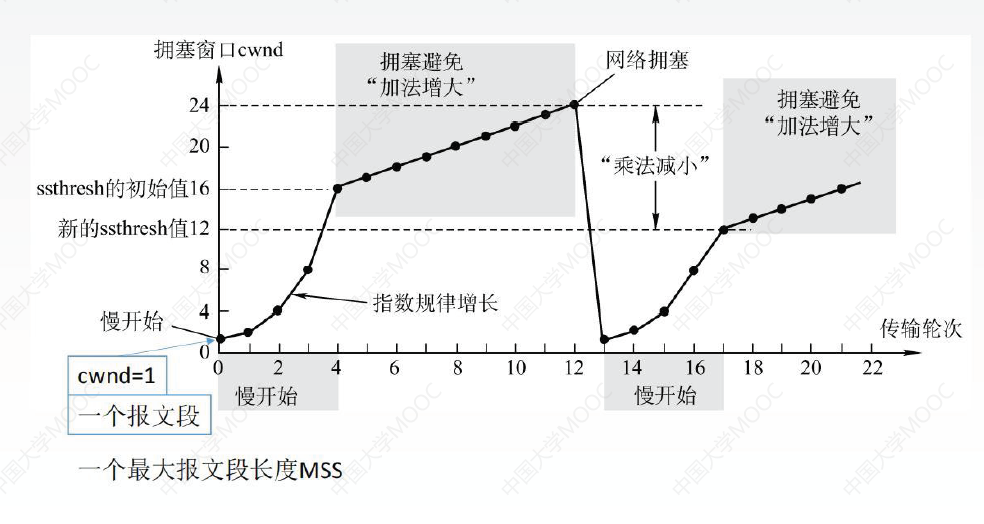 拥塞窗口cwnd
拥塞避免
“加法增大”
网络拥塞
拥塞避免
“加法增大”
24
20
“乘法减小”
ssthresh的初始值16
新的ssthresh值12
8
4
指数规律增长
慢开始
传输轮次
0
0 2 4 6 8 10 12 14 16 18 20 22
慢开始
慢开始
cwnd=1
一个报文段
一个最大报文段长度MSS
中国大学MOOC